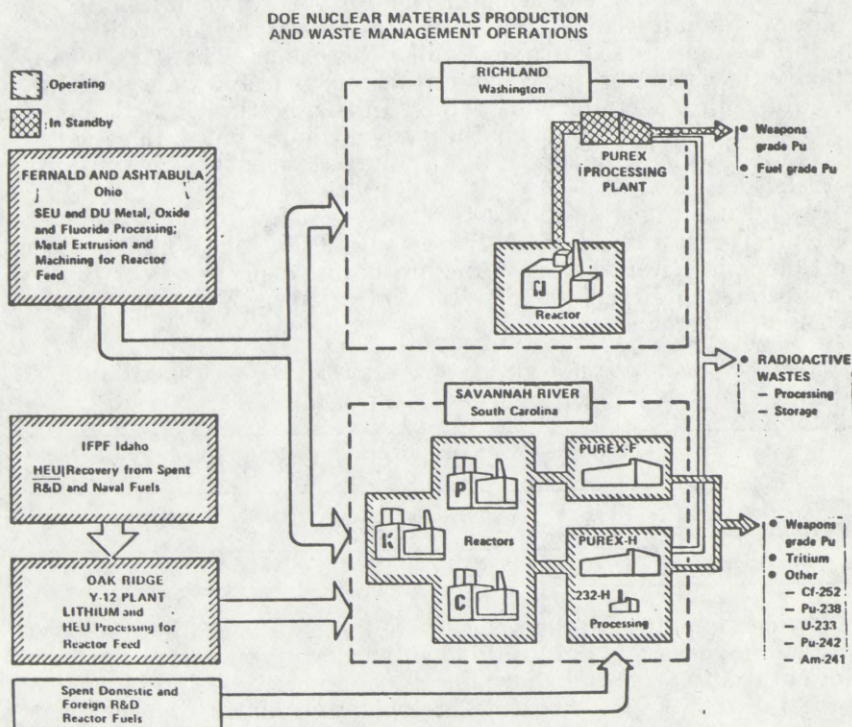 DOE NUCLEAR MATERIALS PRODUCTION
AND WASTE MANAGEMENT OPERATIONS
Operating
In Standby
FERNALD AND ASHTABULA
Ohio
SEU and DU Metal, Oxide
and Fluoride Processing;
Metal Extrusion and
Machining for Reactor
Feed
IFPF Idaho
HEU Recovery from Spent
R&D and Naval Fuels
OAK RIDGE
Y-12 PLANT
LITHIUM and
HEU Processing for
Reactor Feed
Spent Domestic and
Foreign R&D
Reactor Fuels
RICHLAND
Washington
PUREX
PROCESSING
PLANT
Reactor
• Weapons
grade Pu
• Fuel grade Pu
• RADIOACTIVE
WASTES
– Processing
– Storage
SAVANNAH RIVER
South Carolina
P
K
C
Reactors
PUREX-F
PUREX-H
232-H
Processing
• Weapons
grade Pu
• Tritium
• Other
– Cf-252
– Pu-238
– U-233
– Pu-242
– Am-241